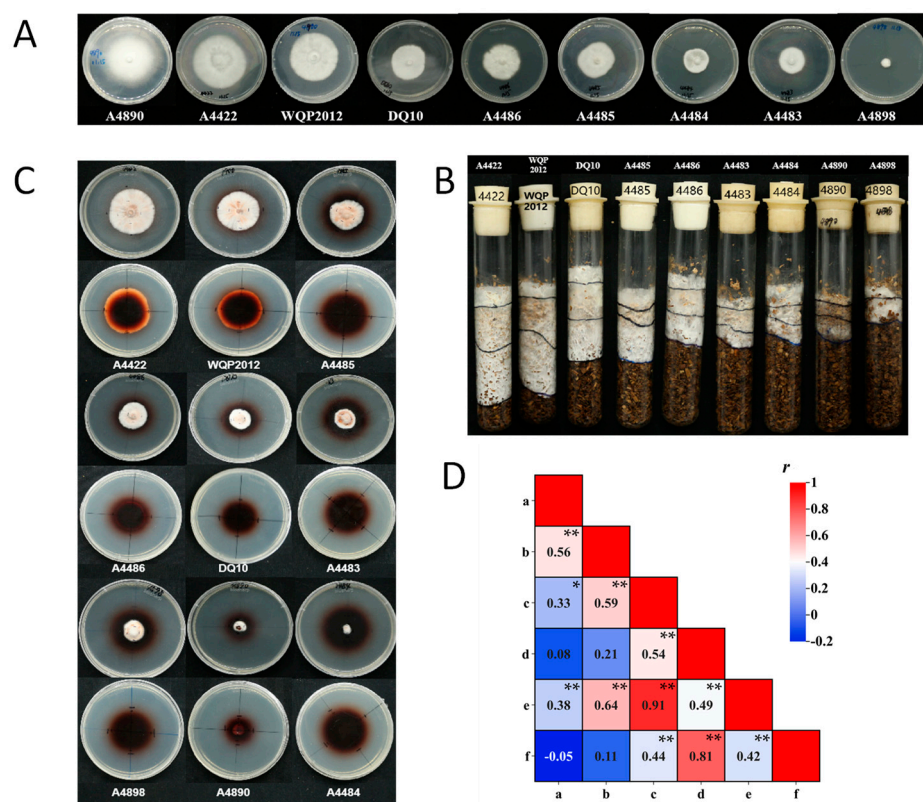 A
A4890 A4422 WQP2012 DQ10 A4486 A4485 A4484 A4483 A4898
C
A4422 WQP2012 A4485
A4486 DQ10 A4483
A4898 A4890 A4484
B
A4422 WQP 2012 DQ10 A4485 A4486 A4483 A4484 A4890 A4898
4422 WQP 2012 DQ10 4485 4486 4483 4484 4890 4898
D
r
1
0.8
0.6
0.4
0.2
0
-0.2
a
b 0.56 **
c 0.33 * 0.59 **
d 0.08 0.21 0.54 **
e 0.38 ** 0.64 ** 0.91 ** 0.49 **
f -0.05 0.11 0.44 ** 0.81 ** 0.42 **
a b c d e f